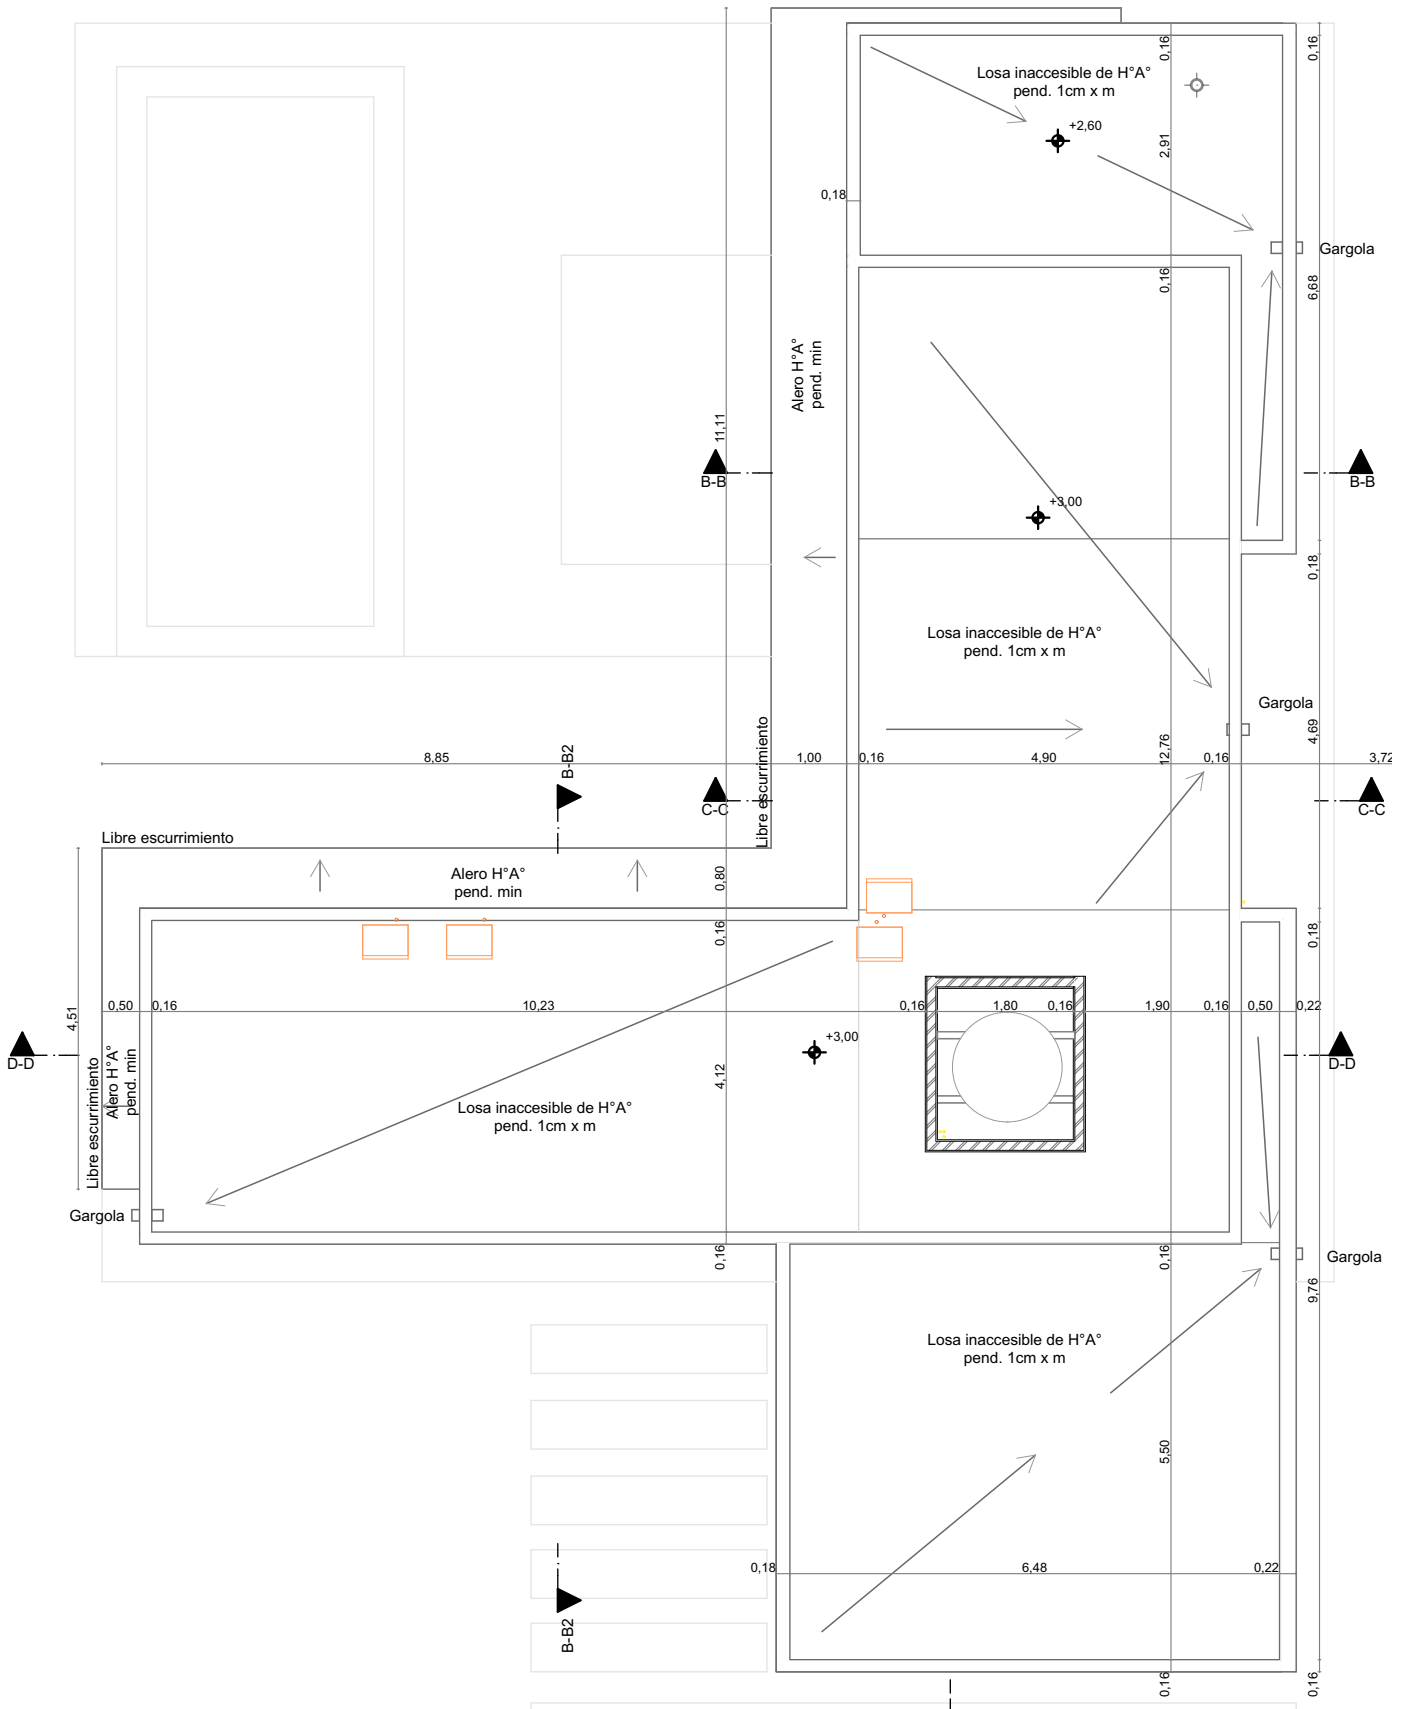 0,16
0,16
Losa inaccesible de H°A°
pend. 1cm x m
+2,60
2,91
0,18
Gargola
0,16
6,68
Alero H°A°
pend. min
11,11
B-B
B-B
+3,00
0,18
Losa inaccesible de H°A°
pend. 1cm x m
Gargola
4,69
Libre escurrimiento
B-B2
8,85
1,00
0,16
4,90
12,76
0,16
3,72
C-C
C-C
Libre escurrimiento
Alero H°A°
pend. min
0,80
0,16
0,18
4,51
0,50
0,16
10,23
0,16
1,80
0,16
1,90
0,16
0,50
0,22
D-D
D-D
+3,00
Libre escurrimiento
Alero H°A°
pend. min
4,12
Losa inaccesible de H°A°
pend. 1cm x m
Gargola
0,16
0,16
Gargola
9,76
Losa inaccesible de H°A°
pend. 1cm x m
5,50
0,18
6,48
0,22
B-B2
0,16
0,16